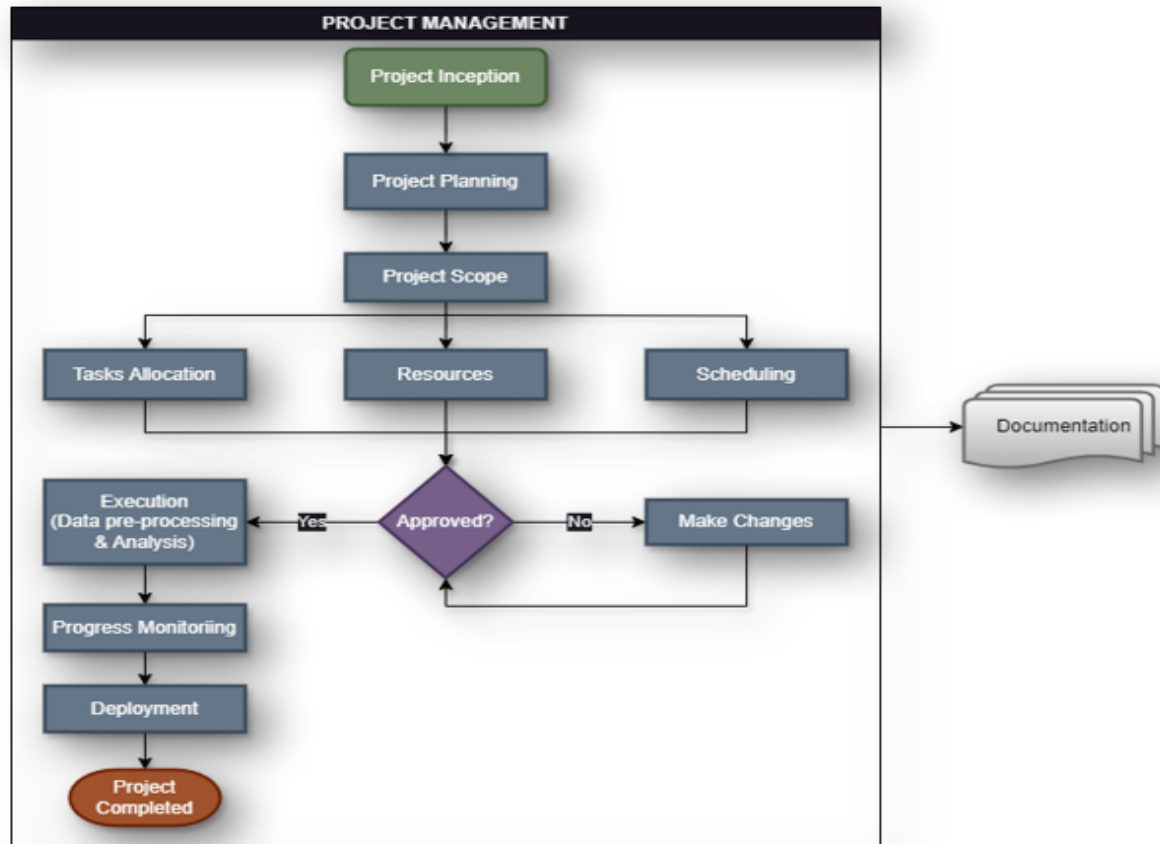 PROJECT MANAGEMENT
Project Inception
Project Planning
Project Scope
Tasks Allocation
Resources
Scheduling
Documentation
Execution
(Data pre-processing
& Analysis)
Yes
Approved?
No
Make Changes
Progress Monitoriing
Deployment
Project
Completed